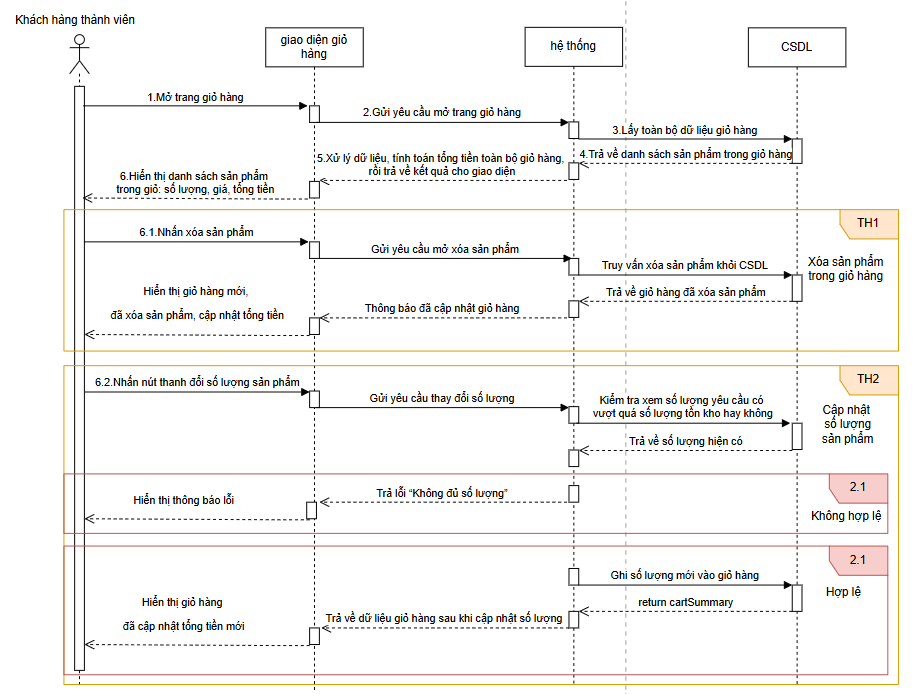 Khách hàng thành viên
giao diện giỏ
hàng
hệ thống
CSDL
1.Mở trang giỏ hàng
2.Gửi yêu cầu mở trang giỏ hàng
3.Lấy toàn bộ dữ liệu giỏ hàng
4.Trả về danh sách sản phẩm trong giỏ hàng
5.Xử lý dữ liệu, tính toán tổng tiền toàn bộ giỏ hàng,
rồi trả về kết quả cho giao diện
6.Hiển thị danh sách sản phẩm
trong giỏ: số lượng, giá, tổng tiền
TH1
Xóa sản phẩm
trong giỏ hàng
6.1.Nhấn xóa sản phẩm
Gửi yêu cầu mở xóa sản phẩm
Truy vấn xóa sản phẩm khỏi CSDL
Trả về giỏ hàng đã xóa sản phẩm
Thông báo đã cập nhật giỏ hàng
Hiển thị giỏ hàng mới,
đã xóa sản phẩm, cập nhật tổng tiền
TH2
Cập nhật
số lượng
sản phẩm
6.2.Nhấn nút thanh đổi số lượng sản phẩm
Gửi yêu cầu thay đổi số lượng
Kiểm tra xem số lượng yêu cầu có
vượt quá số lượng tồn kho hay không
Trả về số lượng hiện có
2.1
Không hợp lệ
Trả lỗi “Không đủ số lượng”
Hiển thị thông báo lỗi
2.1
Hợp lệ
Ghi số lượng mới vào giỏ hàng
return cartSummary
Trả về dữ liệu giỏ hàng sau khi cập nhật số lượng
Hiển thị giỏ hàng
đã cập nhật tổng tiền mới